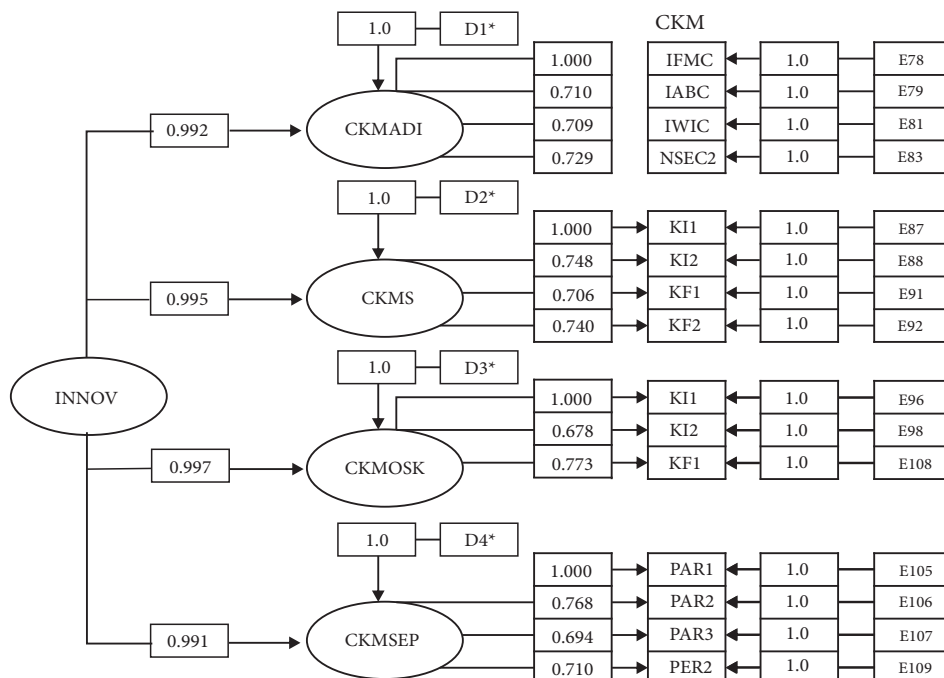 1.0 D1* CKM
1.000 IFMC 1.0 E78
0.710 IABC 1.0 E79
0.992 CKMADI 0.709 IWIC 1.0 E81
0.729 NSEC2 1.0 E83
1.0 D2*
1.000 KI1 1.0 E87
0.748 KI2 1.0 E88
0.995 CKMS 0.706 KF1 1.0 E91
0.740 KF2 1.0 E92
1.0 D3*
INNOV 1.000 KI1 1.0 E96
0.678 KI2 1.0 E98
0.997 CKMOSK 0.773 KF1 1.0 E108
1.0 D4*
1.000 PAR1 1.0 E105
0.768 PAR2 1.0 E106
0.991 CKMSEP 0.694 PAR3 1.0 E107
0.710 PER2 1.0 E109